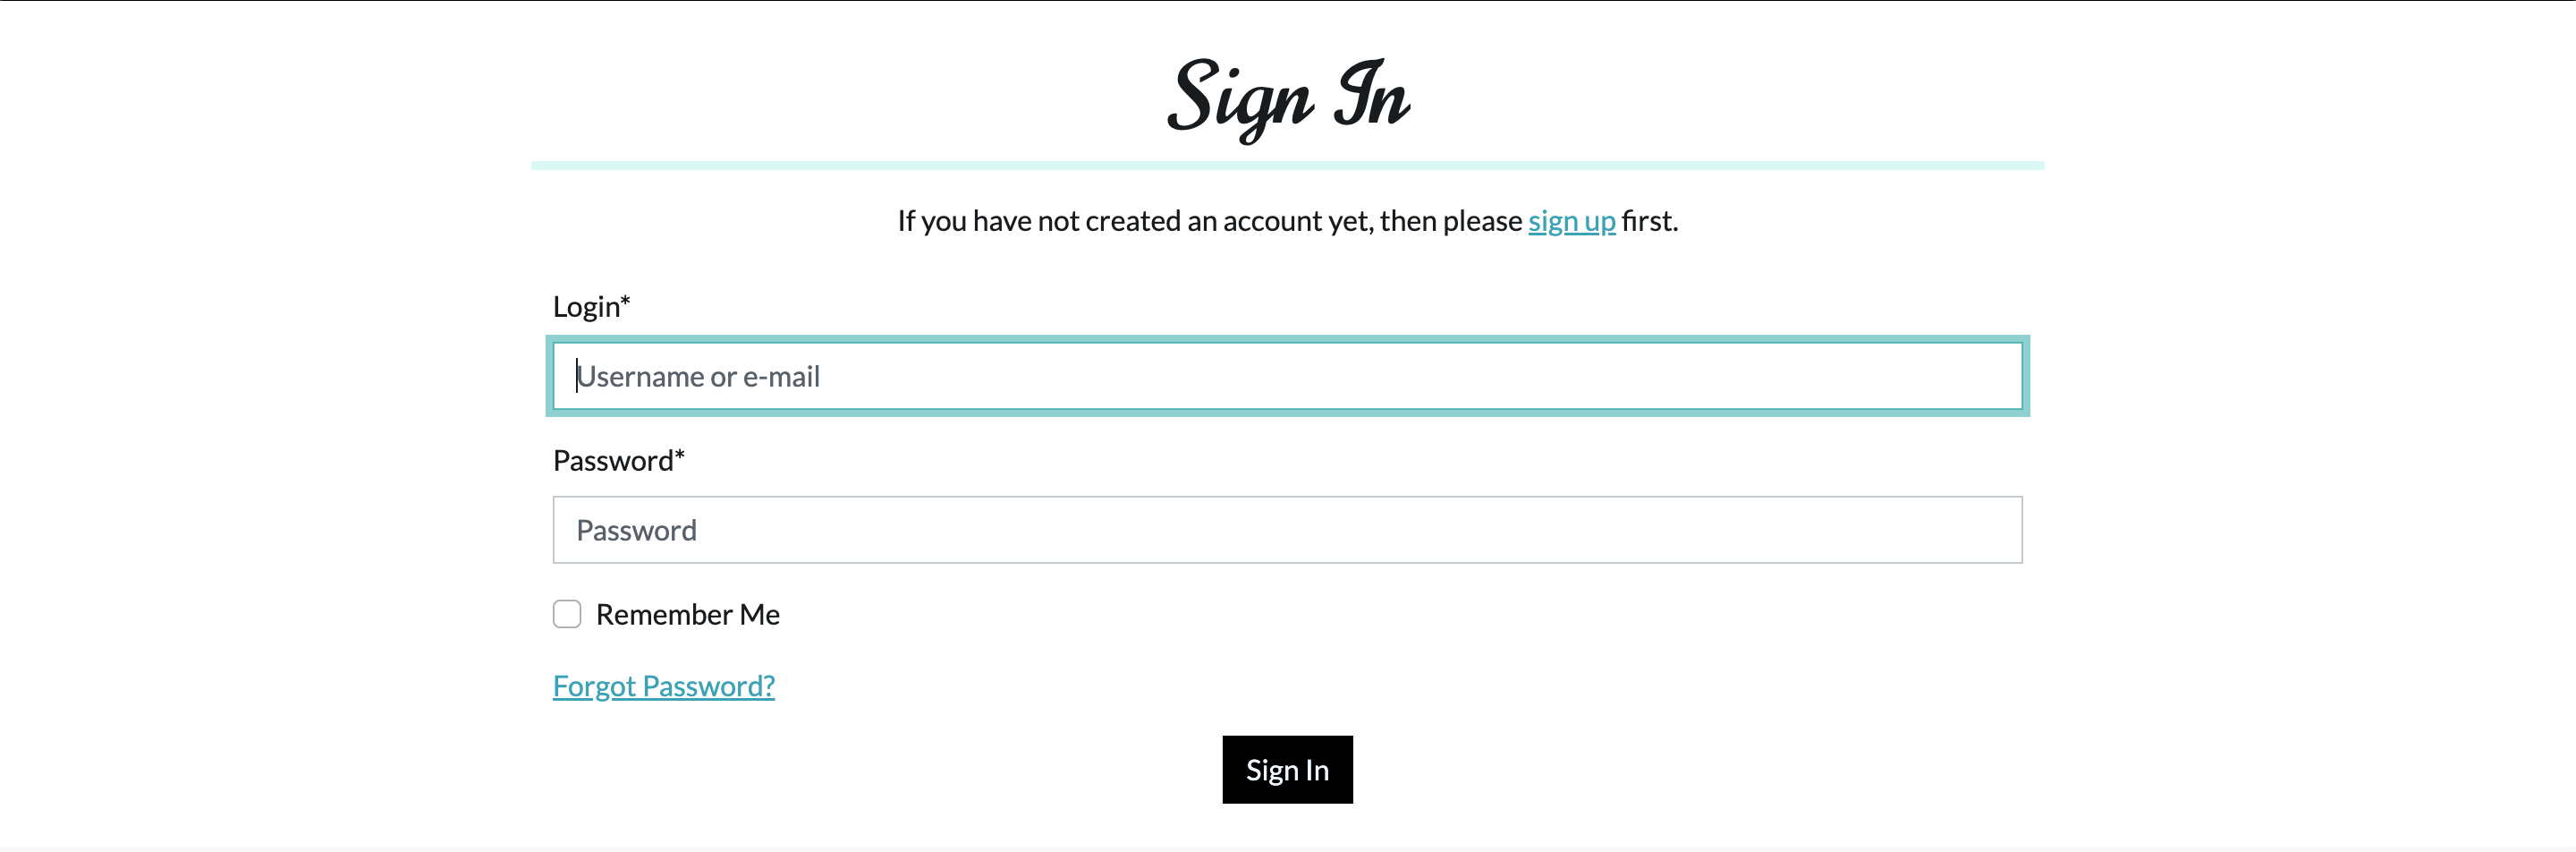 Sign In
If you have not created an account yet, then please sign up first.
Login*
Username or e-mail
Password*
Password
Remember Me
Forgot Password?
Sign In